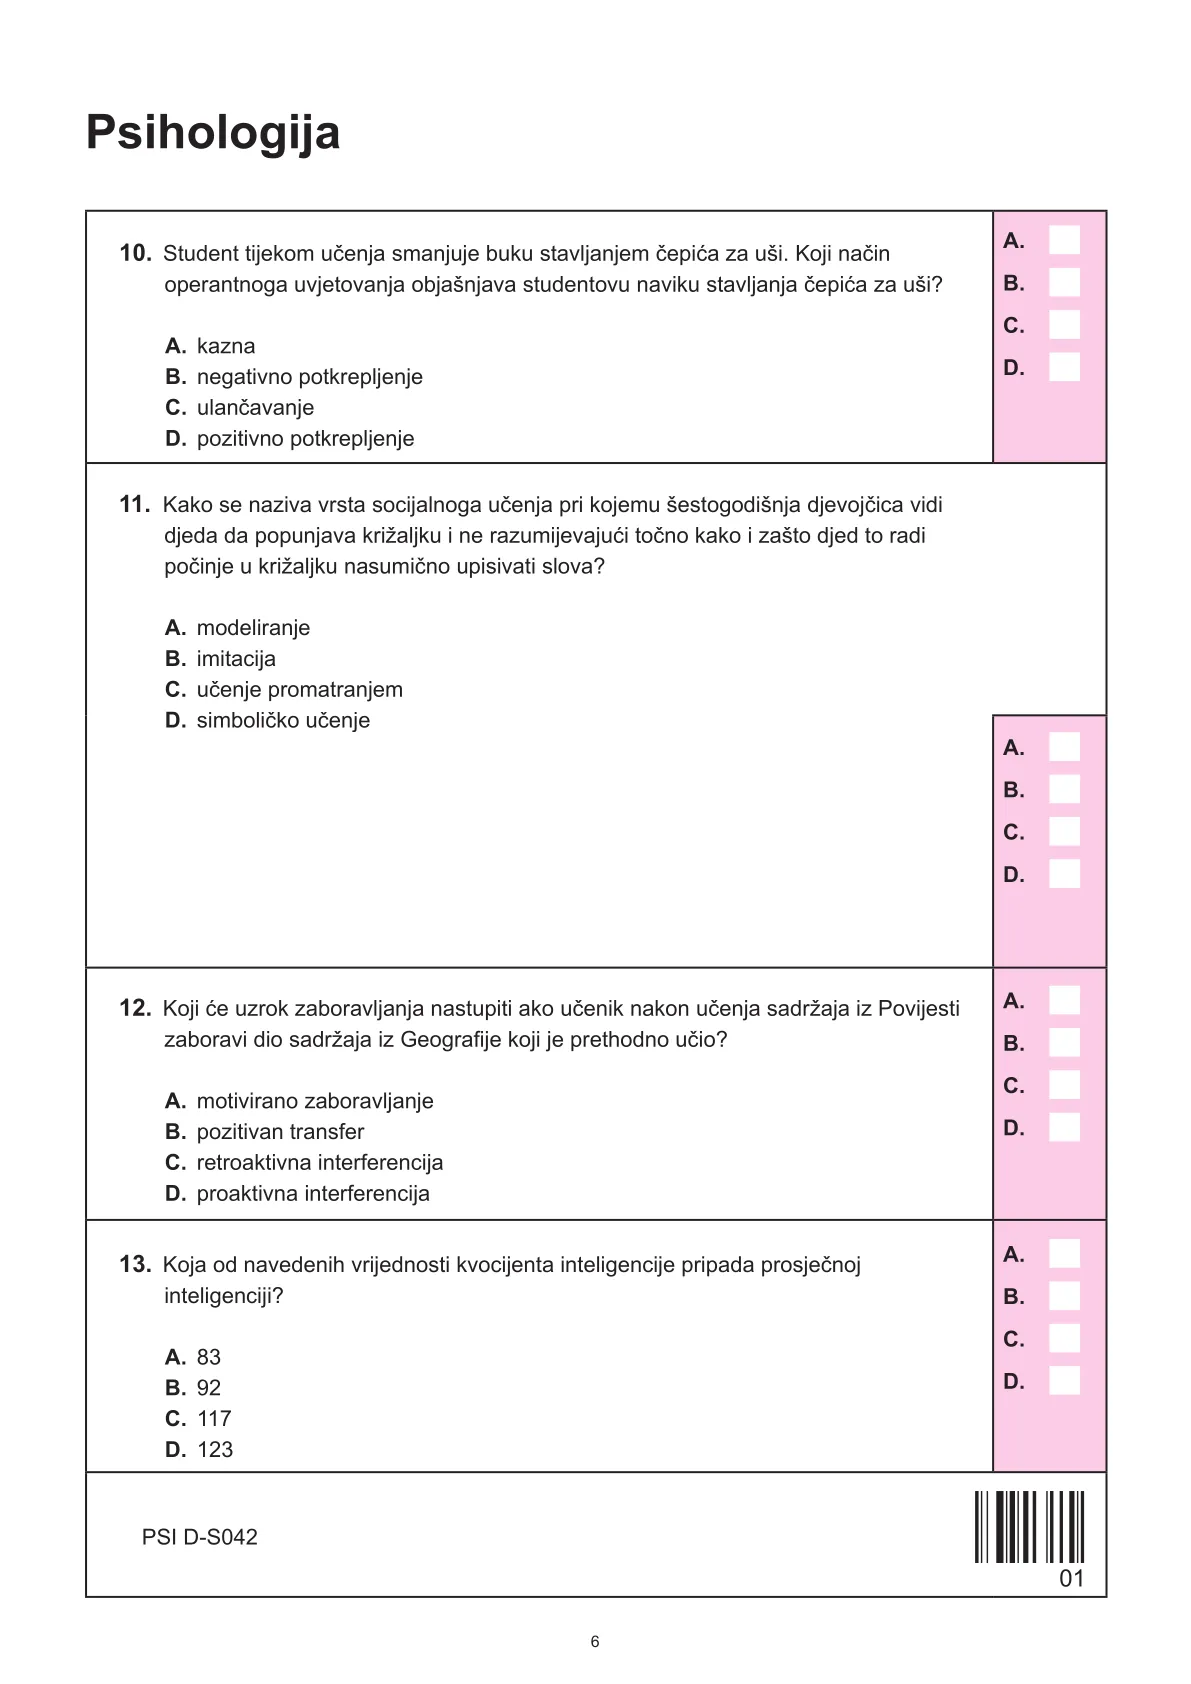 Psihologija
10. Student tijekom učenja smanjuje buku stavljanjem čepića za uši. Koji način
operantnoga uvjetovanja objašnjava studentovu naviku stavljanja čepića za uši?
A. kazna
B. negativno potkrepljenje
C. ulančavanje
D. pozitivno potkrepljenje
A.
B.
C.
D.
11. Kako se naziva vrsta socijalnoga učenja pri kojemu šestogodišnja djevojčica vidi
djeda da popunjava križaljku i ne razumijevajući točno kako i zašto djed to radi
počinje u križaljku nasumično upisivati slova?
A. modeliranje
B. imitacija
C. učenje promatranjem
D. simboličko učenje
A.
B.
C.
D.
12. Koji će uzrok zaboravljanja nastupiti ako učenik nakon učenja sadržaja iz Povijesti
zaboravi dio sadržaja iz Geografije koji je prethodno učio?
A. motivirano zaboravljanje
B. pozitivan transfer
C. retroaktivna interferencija
D. proaktivna interferencija
A.
B.
C.
D.
13. Koja od navedenih vrijednosti kvocijenta inteligencije pripada prosječnoj
inteligenciji?
A. 83
B. 92
C. 117
D. 123
A.
B.
C.
D.
PSI D-S042
01
6